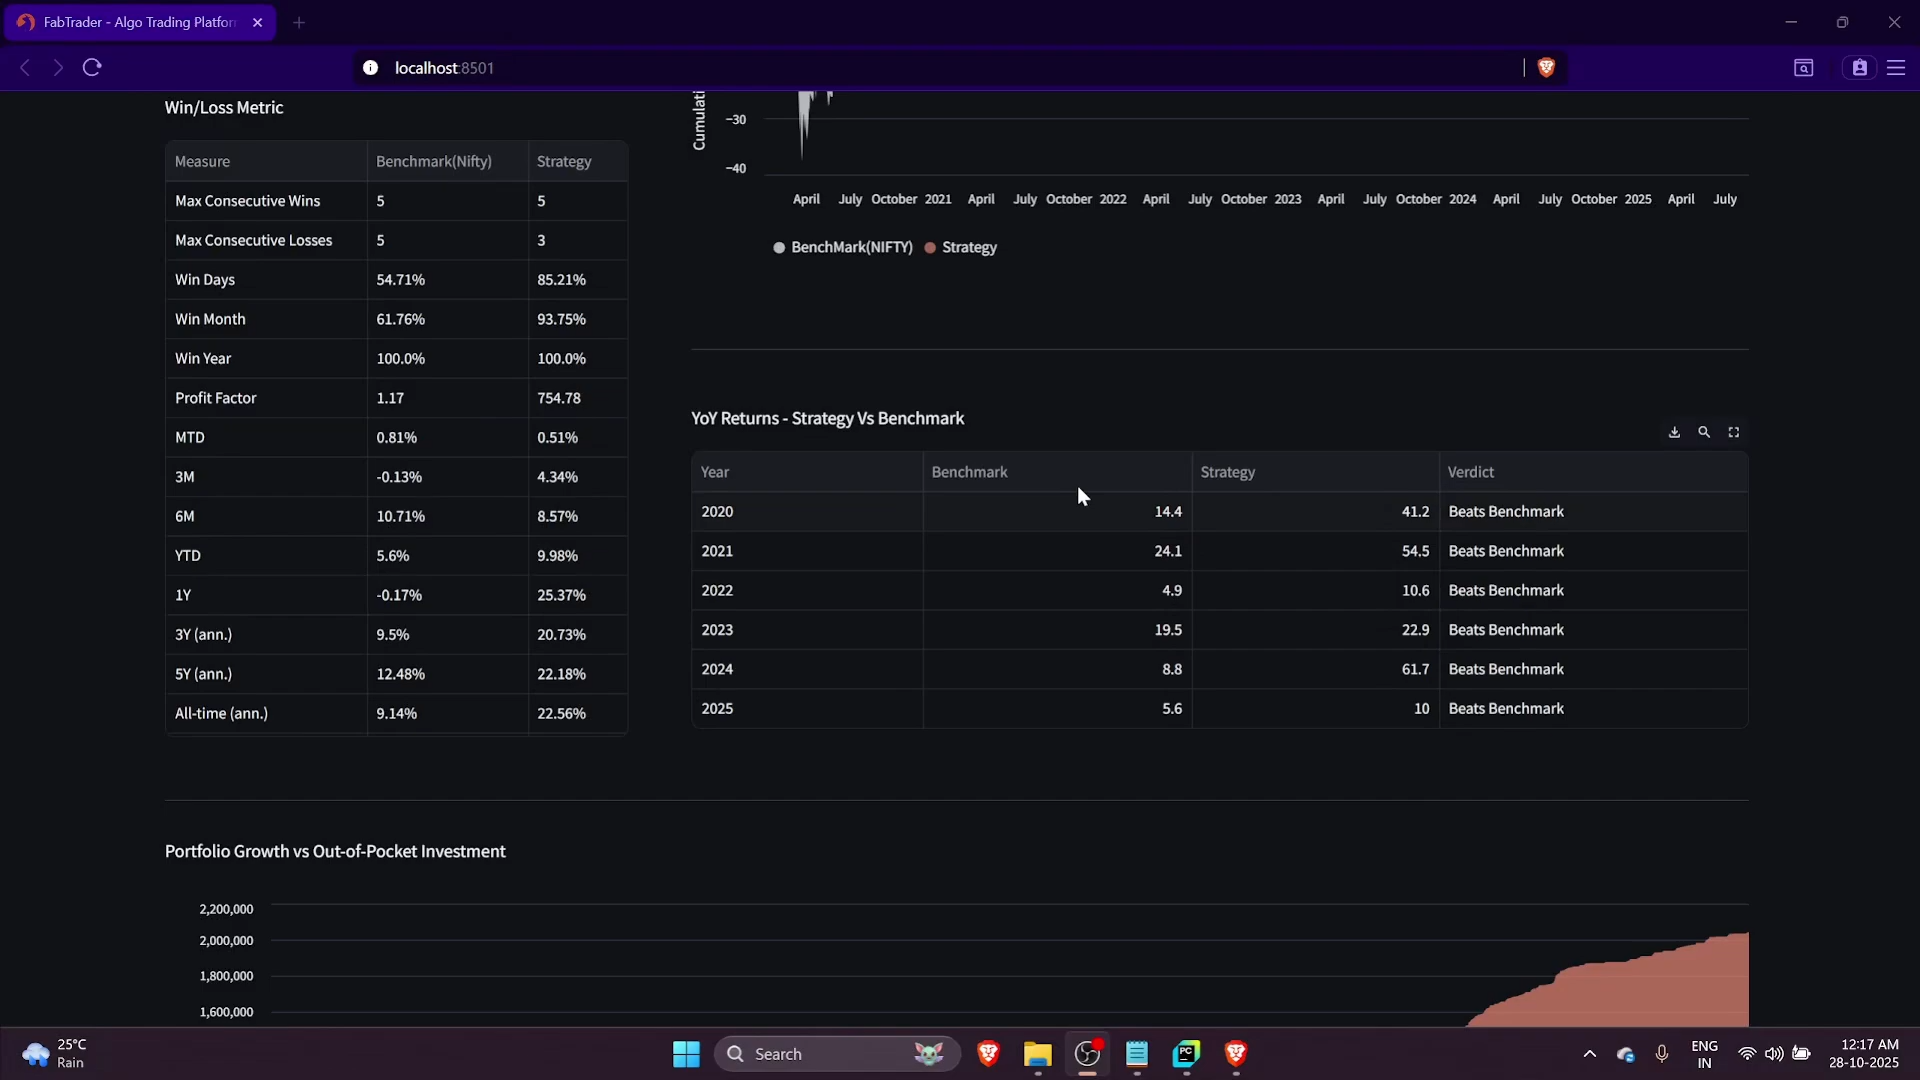 FabTrader - Algo Trading Platfor
localhost:8501
Win/Loss Metric
Measure Benchmark(Nifty) Strategy
Max Consecutive Wins 5 5
Max Consecutive Losses 5 3
Win Days 54.71% 85.21%
Win Month 61.76% 93.75%
Win Year 100.0% 100.0%
Profit Factor 1.17 754.78
MTD 0.81% 0.51%
3M -0.13% 4.34%
6M 10.71% 8.57%
YTD 5.6% 9.98%
1Y -0.17% 25.37%
3Y (ann.) 9.5% 20.73%
5Y (ann.) 12.48% 22.18%
All-time (ann.) 9.14% 22.56%
Cumulati
−30
−40
April July October 2021 April July October 2022 April July October 2023 April July October 2024 April July October 2025 April July
BenchMark(NIFTY) Strategy
YoY Returns - Strategy Vs Benchmark
Year Benchmark Strategy Verdict
2020 14.4 41.2 Beats Benchmark
2021 24.1 54.5 Beats Benchmark
2022 4.9 10.6 Beats Benchmark
2023 19.5 22.9 Beats Benchmark
2024 8.8 61.7 Beats Benchmark
2025 5.6 10 Beats Benchmark
Portfolio Growth vs Out-of-Pocket Investment
2,200,000
2,000,000
1,800,000
1,600,000
25°C
Rain
Search
PC
ENG
IN
12:17 AM
28-10-2025